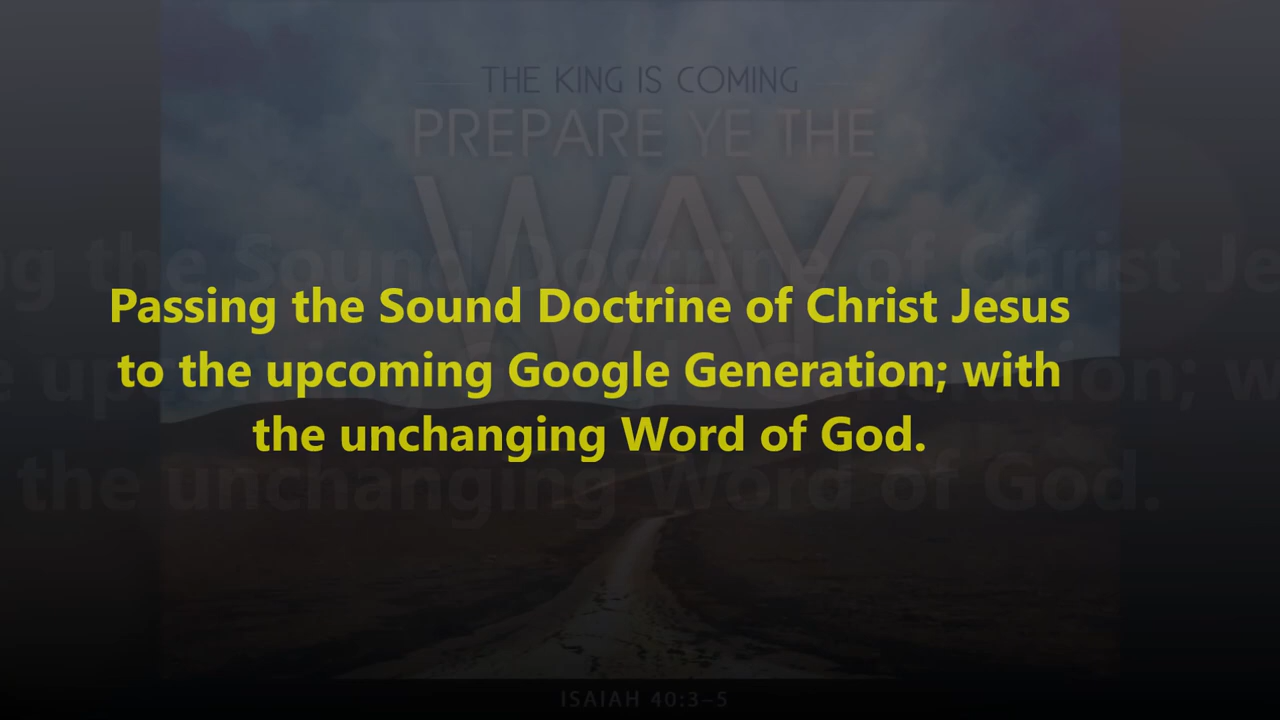 THE KING IS COMING
PREPARE YE THE
WAY
Passing the Sound Doctrine of Christ Jesus
to the upcoming Google Generation; with
the unchanging Word of God.
ISAIAH 40:3-5